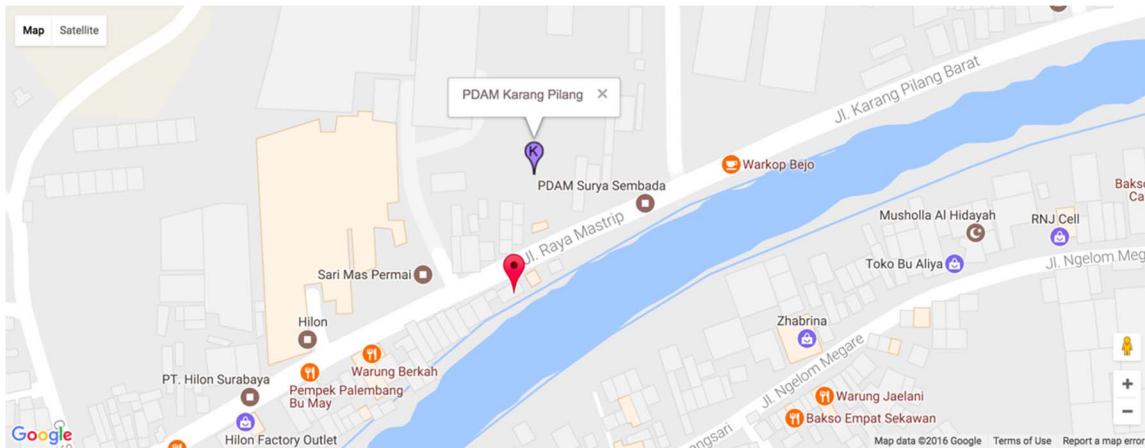 Map Satellite
PDAM Karang Pilang ×
K
Jl. Karang Pilang Barat
Warkop Bejo
PDAM Surya Sembada
Jl. Raya Mastrip
Musholla Al Hidayah
RNJ Cell
Bakso
Ca
Toko Bu Aliya
Jl. Ngelom Meg
Sari Mas Permai
Hilon
Zhabrina
Warung Berkah
Jl. Ngelom Megare
PT. Hilon Surabaya
Pempek Palembang
Bu May
Warung Jaelani
Bakso Empat Sekawan
angsari
Hilon Factory Outlet
+
−
Google
Map data ©2016 Google Terms of Use Report a map error